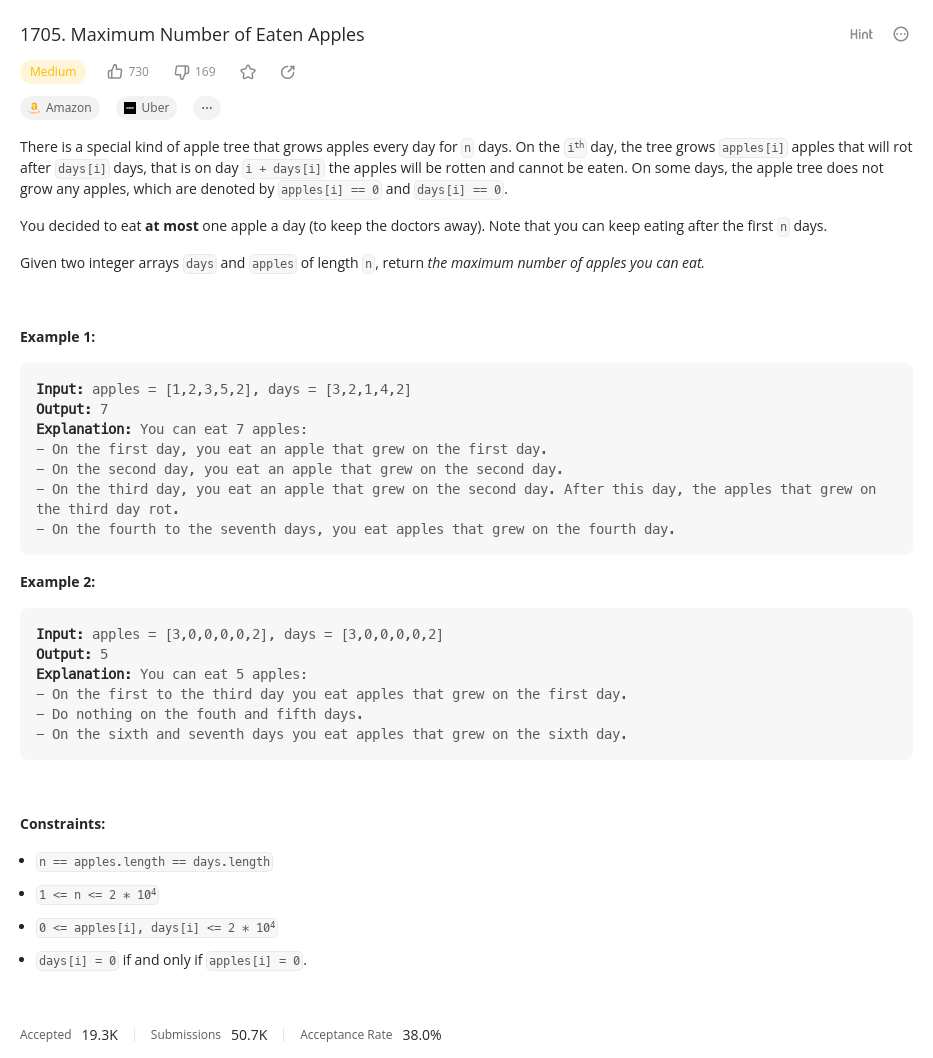 1705. Maximum Number of Eaten Apples
Hint
Medium 730 169
Amazon Uber ...
There is a special kind of apple tree that grows apples every day for n days. On the ith day, the tree grows apples[i] apples that will rot
after days[i] days, that is on day i + days[i] the apples will be rotten and cannot be eaten. On some days, the apple tree does not
grow any apples, which are denoted by apples[i] == 0 and days[i] == 0.
You decided to eat at most one apple a day (to keep the doctors away). Note that you can keep eating after the first n days.
Given two integer arrays days and apples of length n, return the maximum number of apples you can eat.
Example 1:
Input: apples = [1,2,3,5,2], days = [3,2,1,4,2]
Output: 7
Explanation: You can eat 7 apples:
– On the first day, you eat an apple that grew on the first day.
– On the second day, you eat an apple that grew on the second day.
– On the third day, you eat an apple that grew on the second day. After this day, the apples that grew on
the third day rot.
– On the fourth to the seventh days, you eat apples that grew on the fourth day.
Example 2:
Input: apples = [3,0,0,0,0,2], days = [3,0,0,0,0,2]
Output: 5
Explanation: You can eat 5 apples:
– On the first to the third day you eat apples that grew on the first day.
– Do nothing on the fouth and fifth days.
– On the sixth and seventh days you eat apples that grew on the sixth day.
Constraints:
• n == apples.length == days.length
• 1 <= n <= 2 * 10⁴
• 0 <= apples[i], days[i] <= 2 * 10⁴
• days[i] = 0 if and only if apples[i] = 0.
Accepted 19.3K Submissions 50.7K Acceptance Rate 38.0%